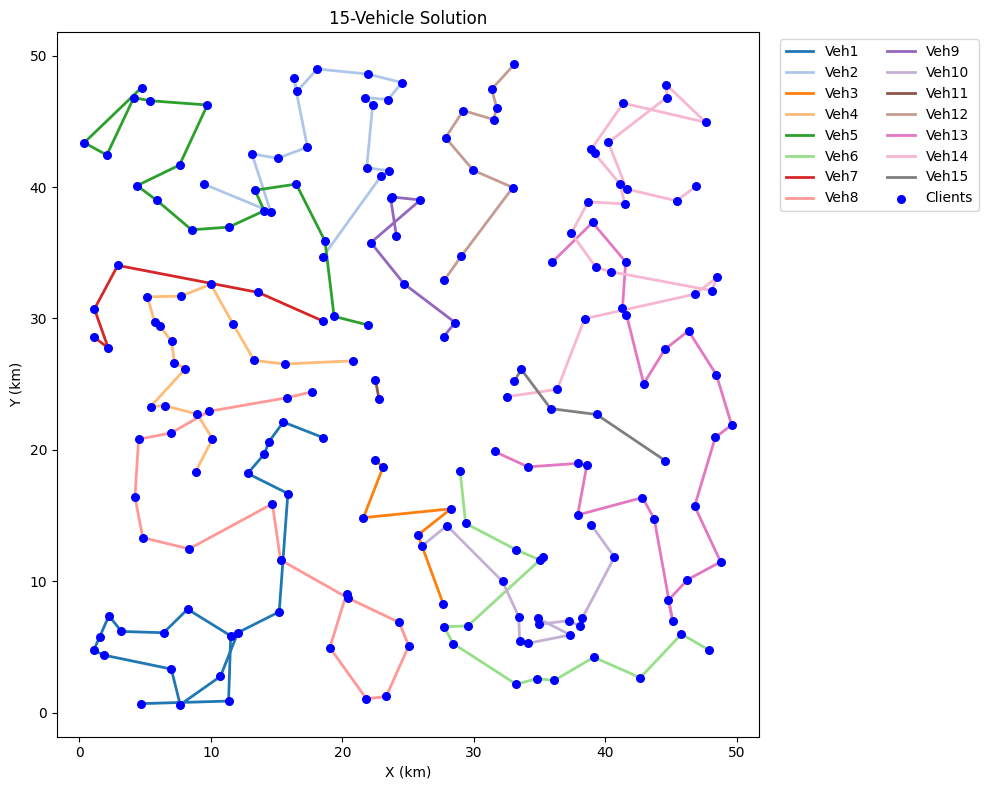 15-Vehicle Solution
Y (km)
50
40
30
20
10
0
0 10 20 30 40 50
X (km)
Veh1 Veh9
Veh2 Veh10
Veh3 Veh11
Veh4 Veh12
Veh5 Veh13
Veh6 Veh14
Veh7 Veh15
Veh8 Clients